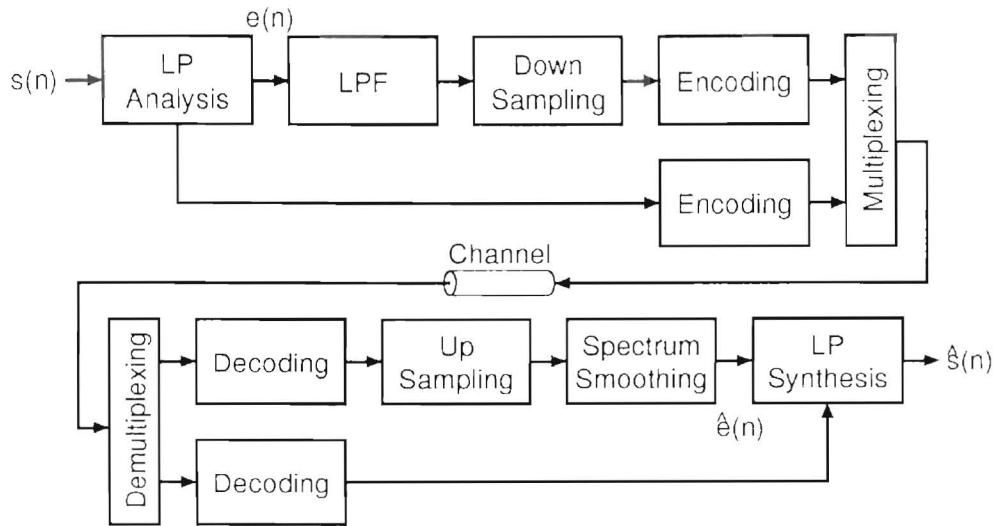 e(n)
s(n)
LP
Analysis
LPF
Down
Sampling
Encoding
Multiplexing
Encoding
Channel
Demultiplexing
Decoding
Up
Sampling
Spectrum
Smoothing
LP
Synthesis
ŝ(n)
ê(n)
Decoding